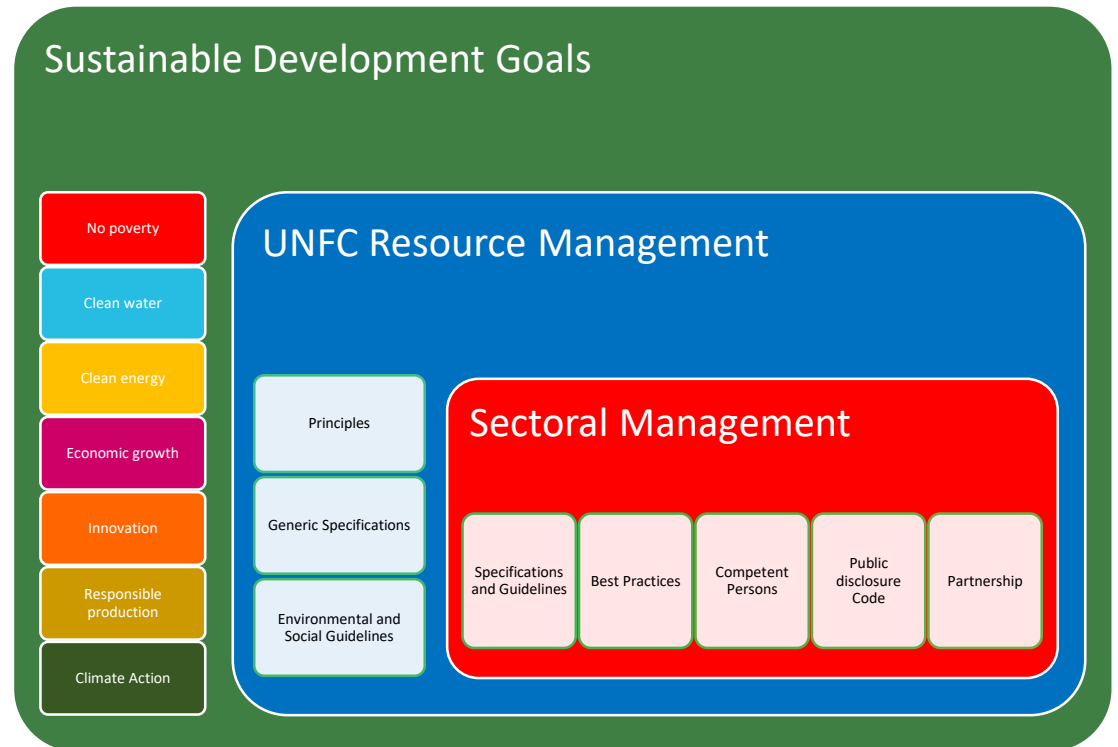 Sustainable Development Goals
No poverty
Clean water
Clean energy
Economic growth
Innovation
Responsible
production
Climate Action
UNFC Resource Management
Principles
Generic Specifications
Environmental and
Social Guidelines
Sectoral Management
Specifications
and Guidelines
Best Practices
Competent
Persons
Public
disclosure
Code
Partnership